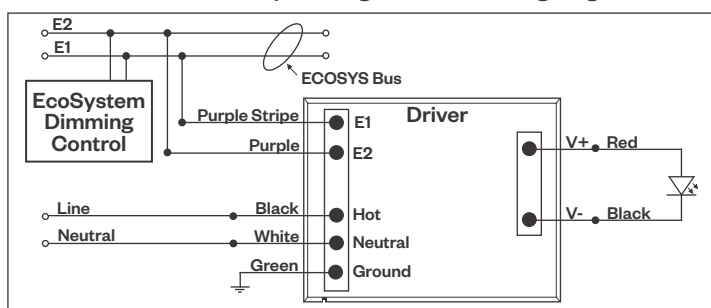 E2
E1
ECOSYS Bus
EcoSystem
Dimming
Control
Purple Stripe
E1
Driver
Purple
E2
V+
Red
Line
Black
Hot
V-
Black
Neutral
White
Neutral
Green
Ground